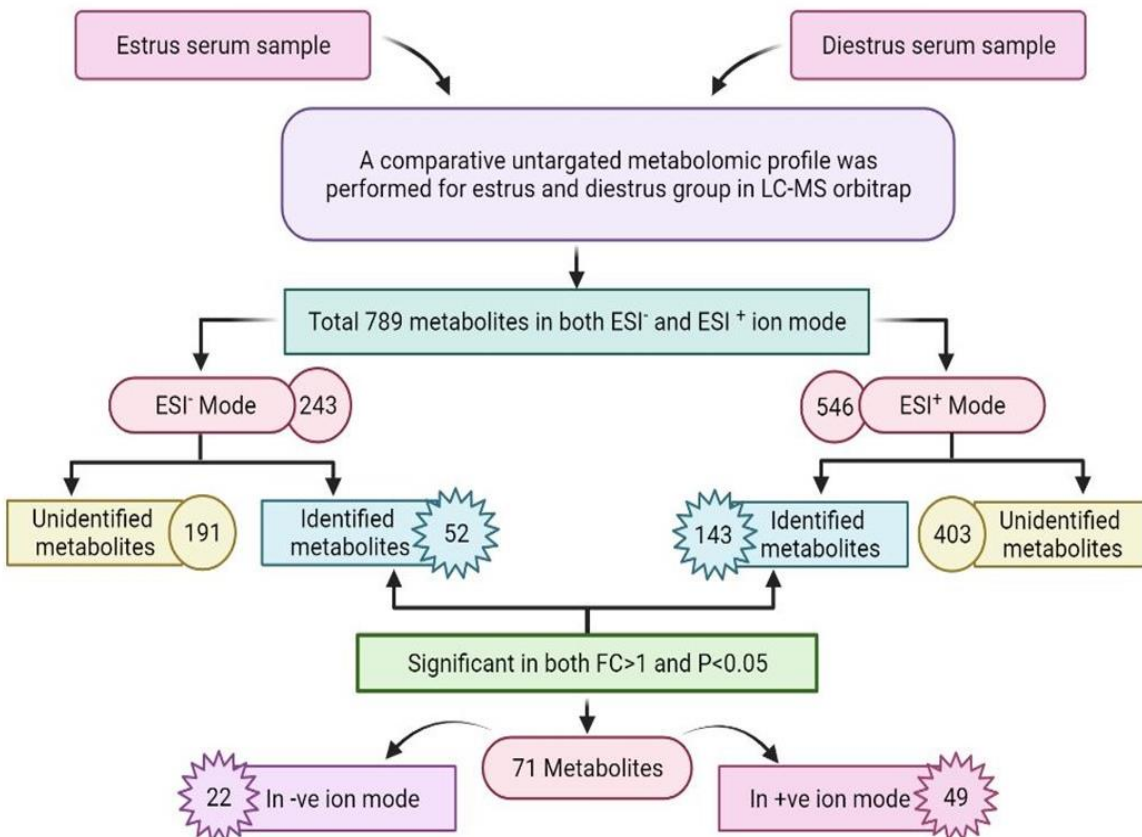 Estrus serum sample
Diestrus serum sample
A comparative untargated metabolomic profile was
performed for estrus and diestrus group in LC-MS orbitrap
Total 789 metabolites in both ESI⁻ and ESI ⁺ ion mode
ESI⁻ Mode
243
546
ESI⁺ Mode
Unidentified
metabolites
191
Identified
metabolites
52
143
Identified
metabolites
403
Unidentified
metabolites
Significant in both FC>1 and P<0.05
71 Metabolites
22
In -ve ion mode
In +ve ion mode
49